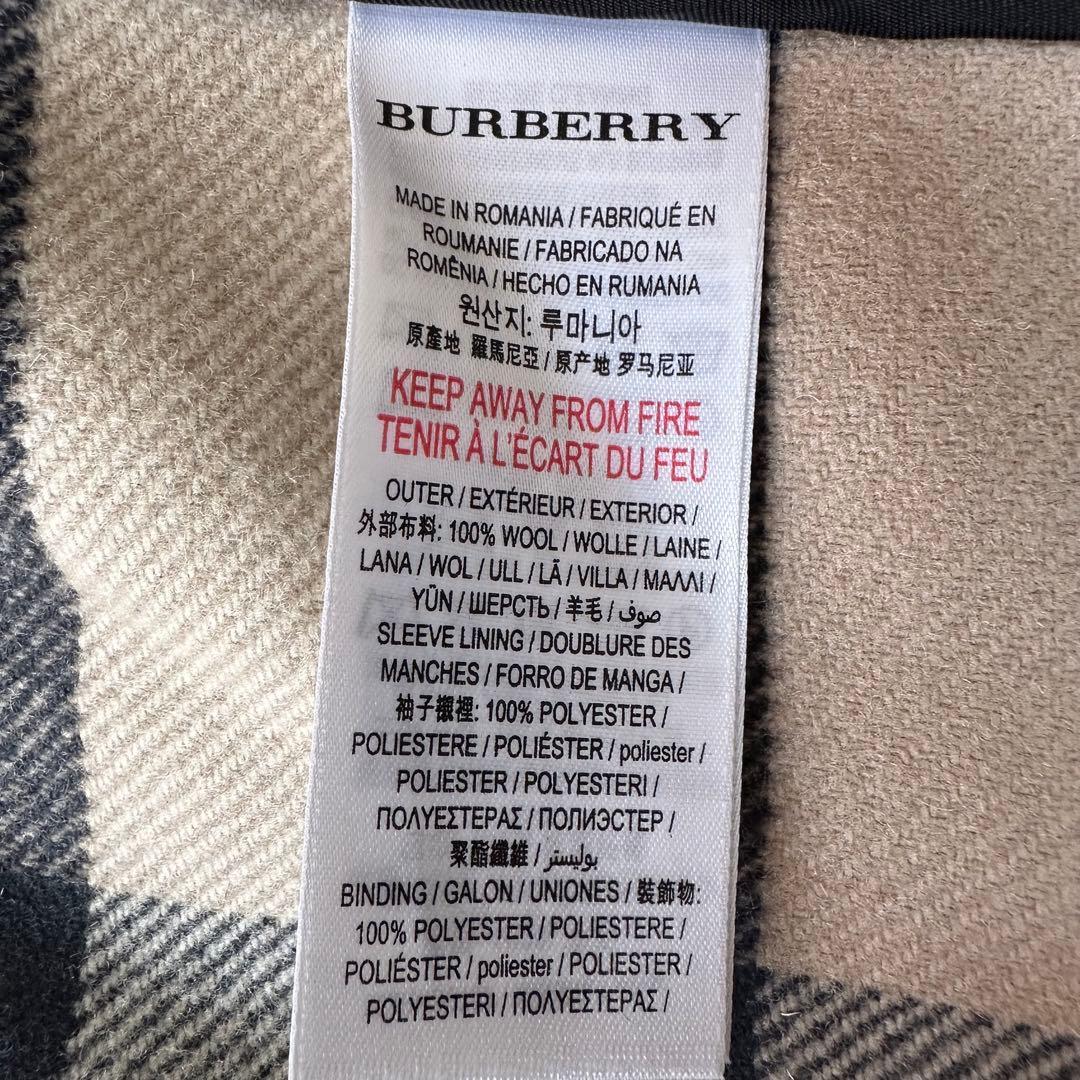 BURBERRY
MADE IN ROMANIA / FABRIQUÉ EN
ROUMANIE / FABRICADO NA
ROMÊNIA / HECHO EN RUMANIA
원산지: 루마니아
原產地 羅馬尼亞 / 原产地 罗马尼亚
KEEP AWAY FROM FIRE
TENIR À L'ÉCART DU FEU
OUTER / EXTÉRIEUR / EXTERIOR /
外部布料: 100% WOOL / WOLLE / LAINE /
LANA / WOL / ULL / LÃ / VILLA / ΜΑΛΛΙ /
YÜN / ШЕРСТЬ / 羊毛 / صوف
SLEEVE LINING / DOUBLURE DES
MANCHES / FORRO DE MANGA /
袖子襯裡: 100% POLYESTER /
POLIESTERE / POLIÉSTER / poliester /
POLIESTER / POLYESTERI /
ΠΟΛΥΕΣΤΕΡΑΣ / ПОЛИЭСТЕР /
聚酯纖維 / بوليستر
BINDING / GALON / UNIONES / 裝飾物:
100% POLYESTER / POLIESTERE /
POLIÉSTER / poliester / POLIESTER /
POLYESTERI / ΠΟΛΥΕΣΤΕΡΑΣ /